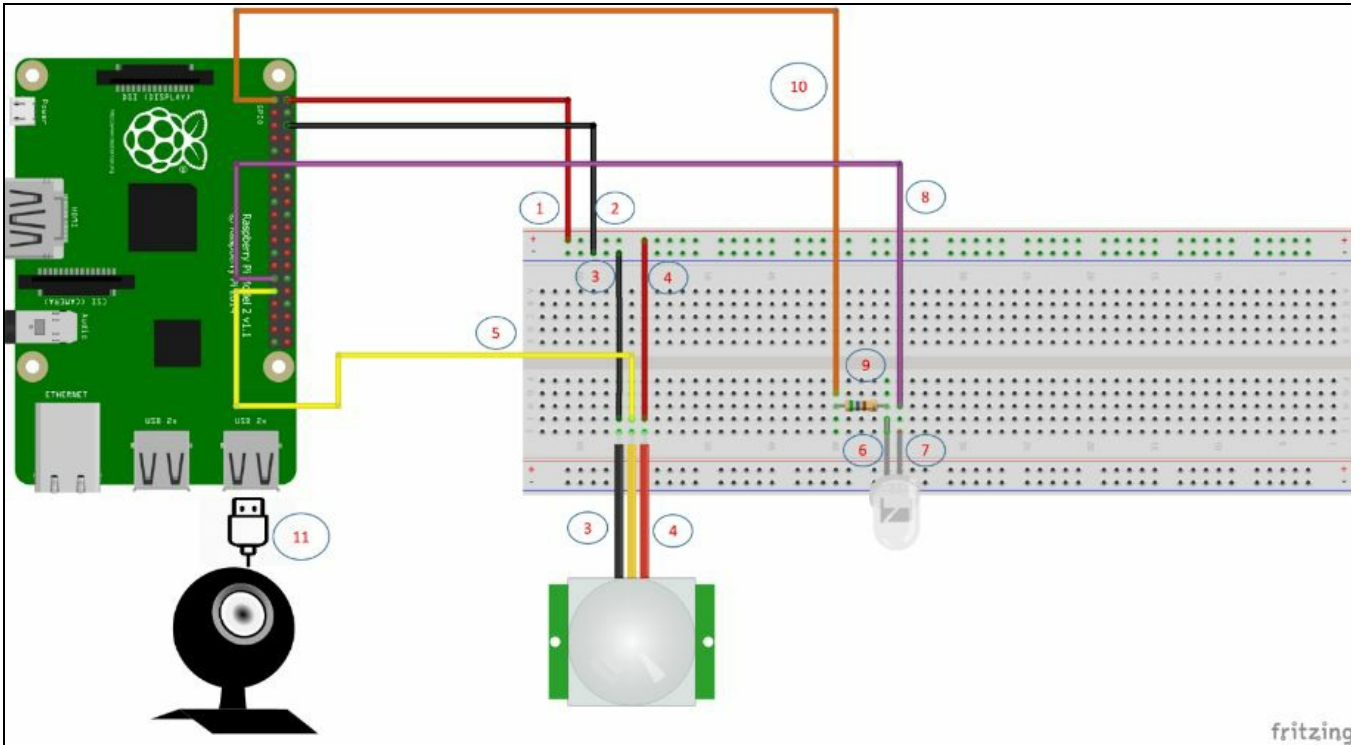 10
DSI (DISPLAY)
Power
GPIO
HDMI
8
1
2
+
-
+
-
3
4
Raspberry Pi Model 2 v1.1
CSI (CAMERA)
Audio
5
9
ETHERNET
USB 2x
USB 2x
6
7
+
-
+
-
3
4
11
fritzing